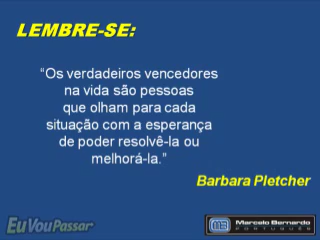 LEMBRE-SE:
“Os verdadeiros vencedores
na vida são pessoas
que olham para cada
situação com a esperança
de poder resolvê-la ou
melhorá-la.”
Barbara Pletcher
EuVouPassar
Marcelo Bernardo
PORTUGUÊS